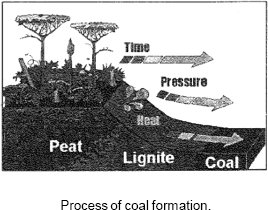 Time
Pressure
Heat
Peat
Lignite
Coal
Process of coal formation.